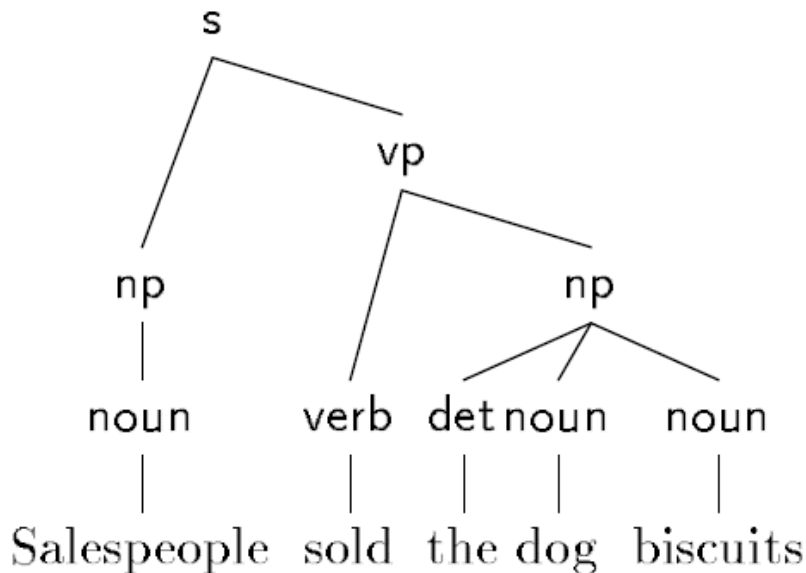 s
vp
np np
noun verb det noun noun
Salespeople sold the dog biscuits